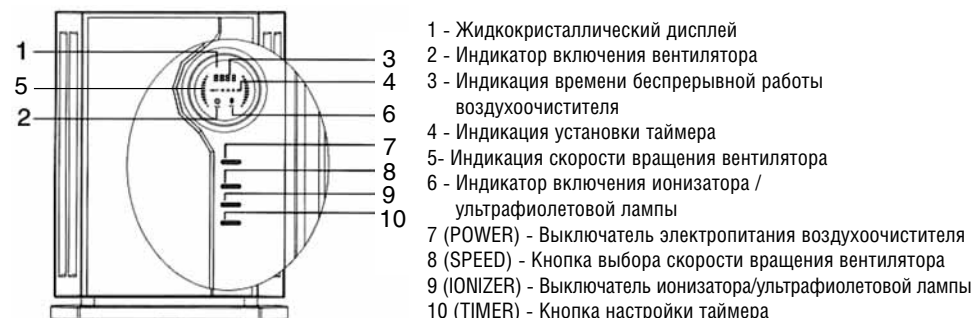 1
5
2
3
4
6
7
8
9
10
1 - Жидкокристаллический дисплей
2 - Индикатор включения вентилятора
3 - Индикация времени беспрерывной работы
воздухоочистителя
4 - Индикация установки таймера
5- Индикация скорости вращения вентилятора
6 - Индикатор включения ионизатора /
ультрафиолетовой лампы
7 (POWER) - Выключатель электропитания воздухоочистителя
8 (SPEED) - Кнопка выбора скорости вращения вентилятора
9 (IONIZER) - Выключатель ионизатора/ультрафиолетовой лампы
10 (TIMER) - Кнопка настройки таймера